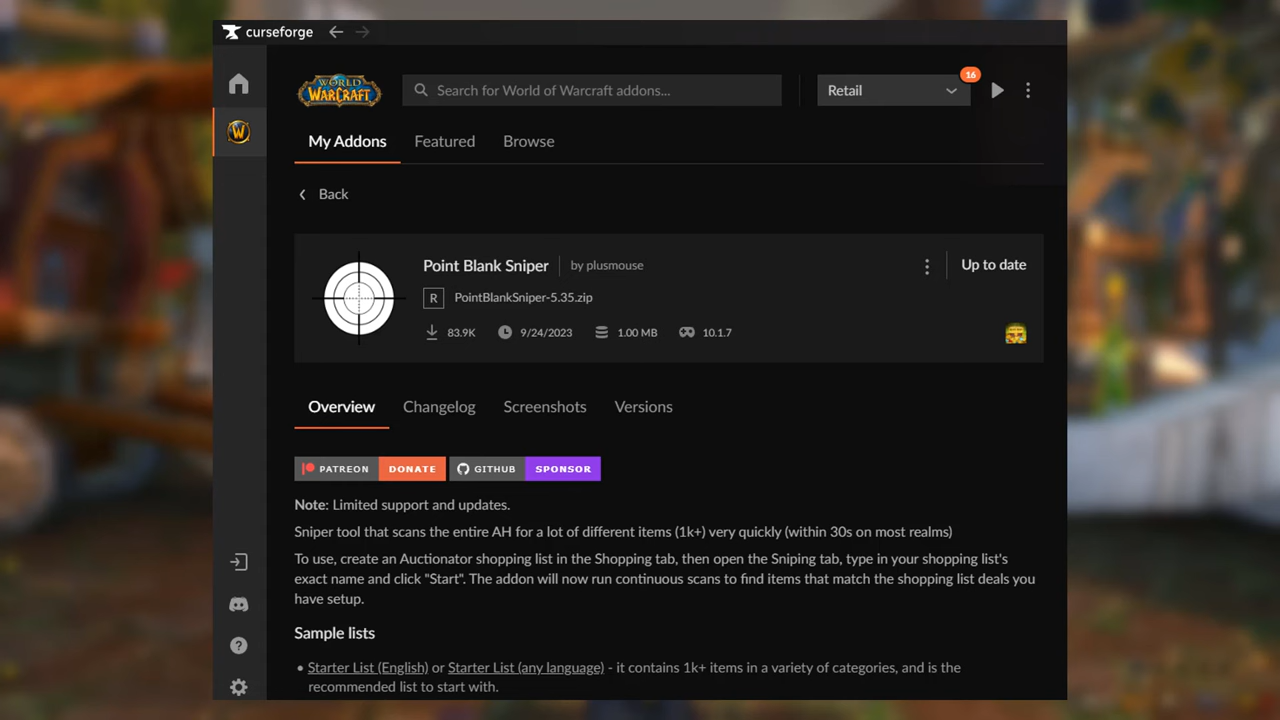 curseforge
WORLD
WARCRAFT
Search for World of Warcraft addons...
Retail
16
My Addons Featured Browse
Back
Point Blank Sniper by plusmouse
Up to date
R PointBlankSniper-5.35.zip
83.9K 9/24/2023 1.00 MB 10.1.7
Overview Changelog Screenshots Versions
PATREON DONATE GITHUB SPONSOR
Note: Limited support and updates.
Sniper tool that scans the entire AH for a lot of different items (1k+) very quickly (within 30s on most realms)
To use, create an Auctionator shopping list in the Shopping tab, then open the Sniping tab, type in your shopping list's
exact name and click "Start". The addon will now run continuous scans to find items that match the shopping list deals you
have setup.
Sample lists
• Starter List (English) or Starter List (any language) - it contains 1k+ items in a variety of categories, and is the
recommended list to start with.